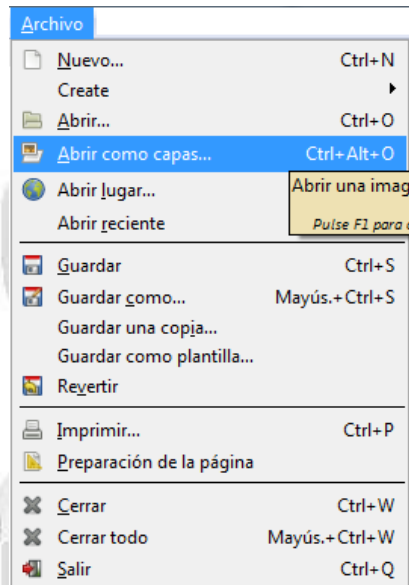 Archivo
Nuevo... Ctrl+N
Create
Abrir... Ctrl+O
Abrir como capas... Ctrl+Alt+O
Abrir lugar... Abrir una imag
Abrir reciente Pulse F1 para
Guardar Ctrl+S
Guardar como... Mayús.+Ctrl+S
Guardar una copia...
Guardar como plantilla...
Revertir
Imprimir... Ctrl+P
Preparación de la página
Cerrar Ctrl+W
Cerrar todo Mayús.+Ctrl+W
Salir Ctrl+Q